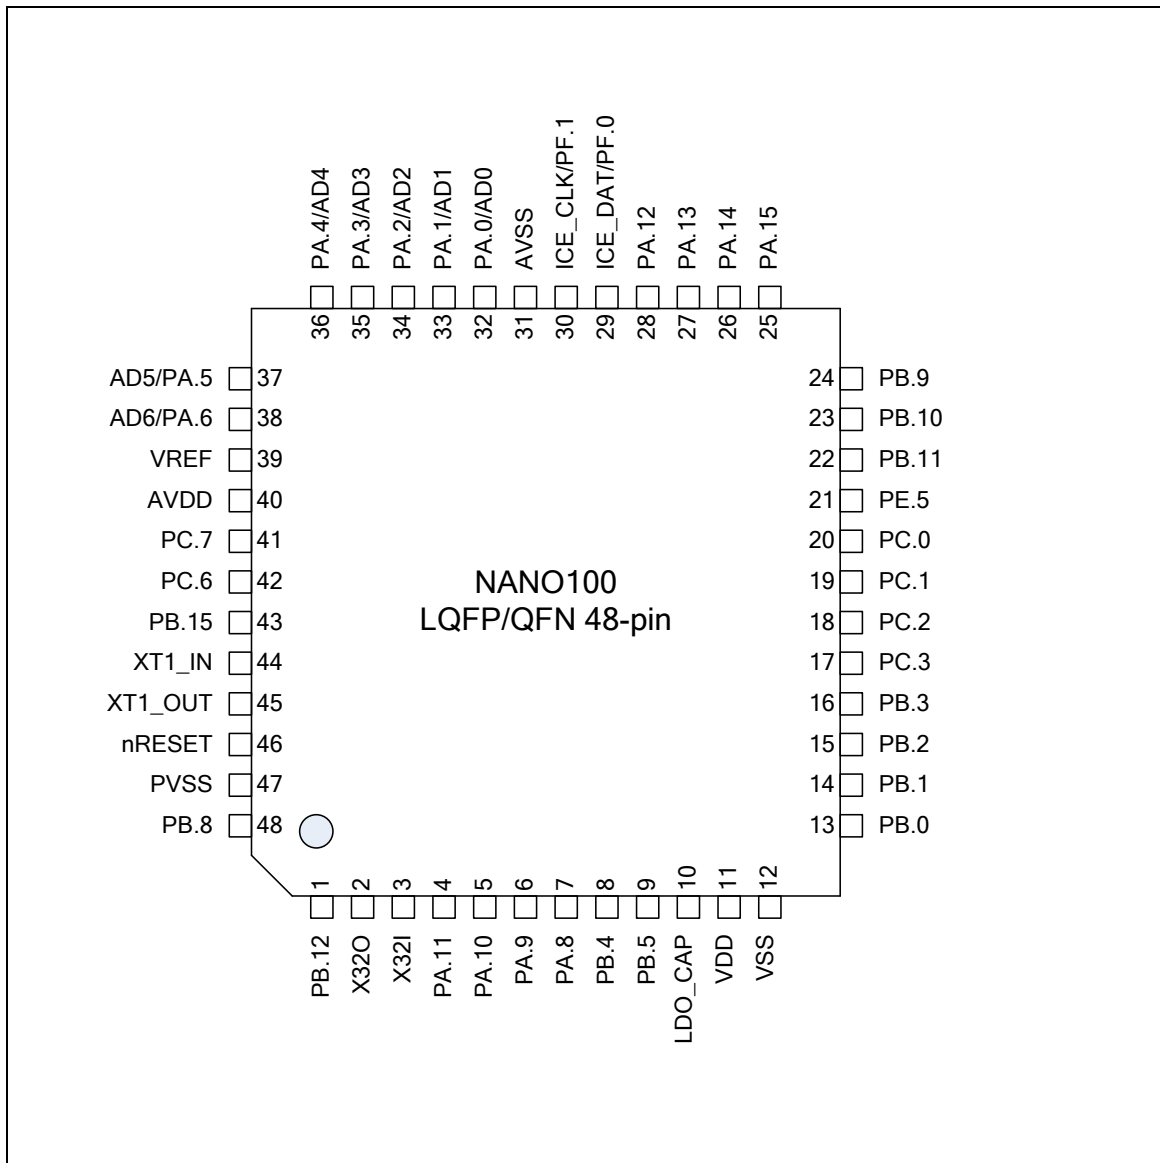 PA.4/AD4
PA.3/AD3
PA.2/AD2
PA.1/AD1
PA.0/AD0
AVSS
ICE_CLK/PF.1
ICE_DAT/PF.0
PA.12
PA.13
PA.14
PA.15
36
35
34
33
32
31
30
29
28
27
26
25
AD5/PA.5 37
AD6/PA.6 38
VREF 39
AVDD 40
PC.7 41
PC.6 42
PB.15 43
XT1_IN 44
XT1_OUT 45
nRESET 46
PVSS 47
PB.8 48
NANO100
LQFP/QFN 48-pin
24 PB.9
23 PB.10
22 PB.11
21 PE.5
20 PC.0
19 PC.1
18 PC.2
17 PC.3
16 PB.3
15 PB.2
14 PB.1
13 PB.0
1
2
3
4
5
6
7
8
9
10
11
12
PB.12
X32O
X32I
PA.11
PA.10
PA.9
PA.8
PB.4
PB.5
LDO_CAP
VDD
VSS